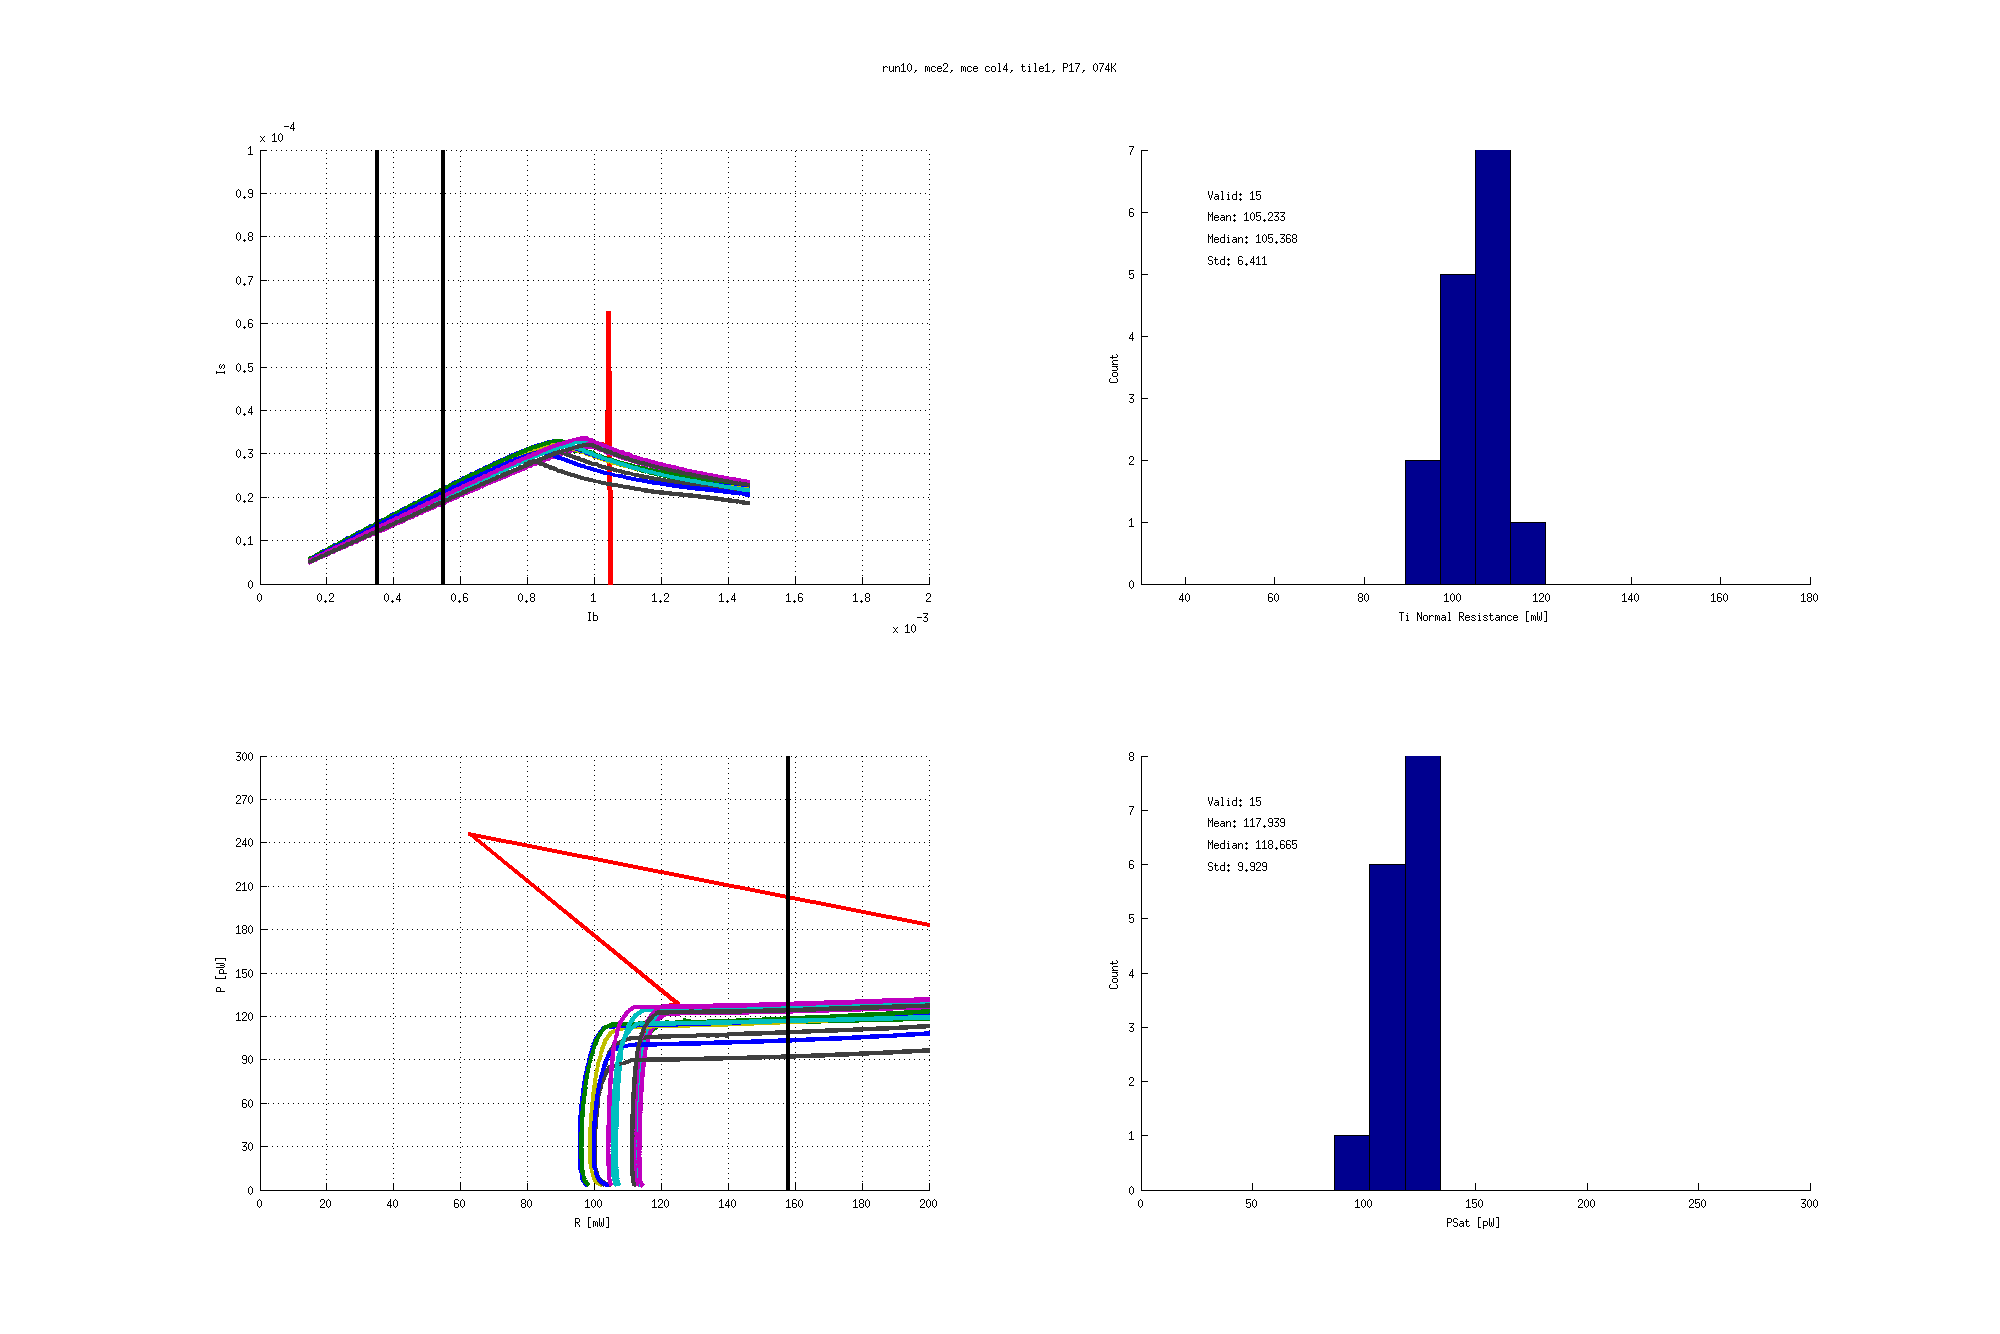 run10, mce2, mce col4, tile1, P17, 074K
x 10^-4
1
0.9
0.8
0.7
0.6
0.5
0.4
0.3
0.2
0.1
0
Is
0 0.2 0.4 0.6 0.8 1 1.2 1.4 1.6 1.8 2
Ib
x 10^-3
7
6
5
4
3
2
1
0
Count
Valid: 15
Mean: 105.233
Median: 105.368
Std: 6.411
40 60 80 100 120 140 160 180
Ti Normal Resistance [mW]
300
270
240
210
180
150
120
90
60
30
0
P [pW]
0 20 40 60 80 100 120 140 160 180 200
R [mW]
8
7
6
5
4
3
2
1
0
Count
Valid: 15
Mean: 117.939
Median: 118.665
Std: 9.929
0 50 100 150 200 250 300
PSat [pW]